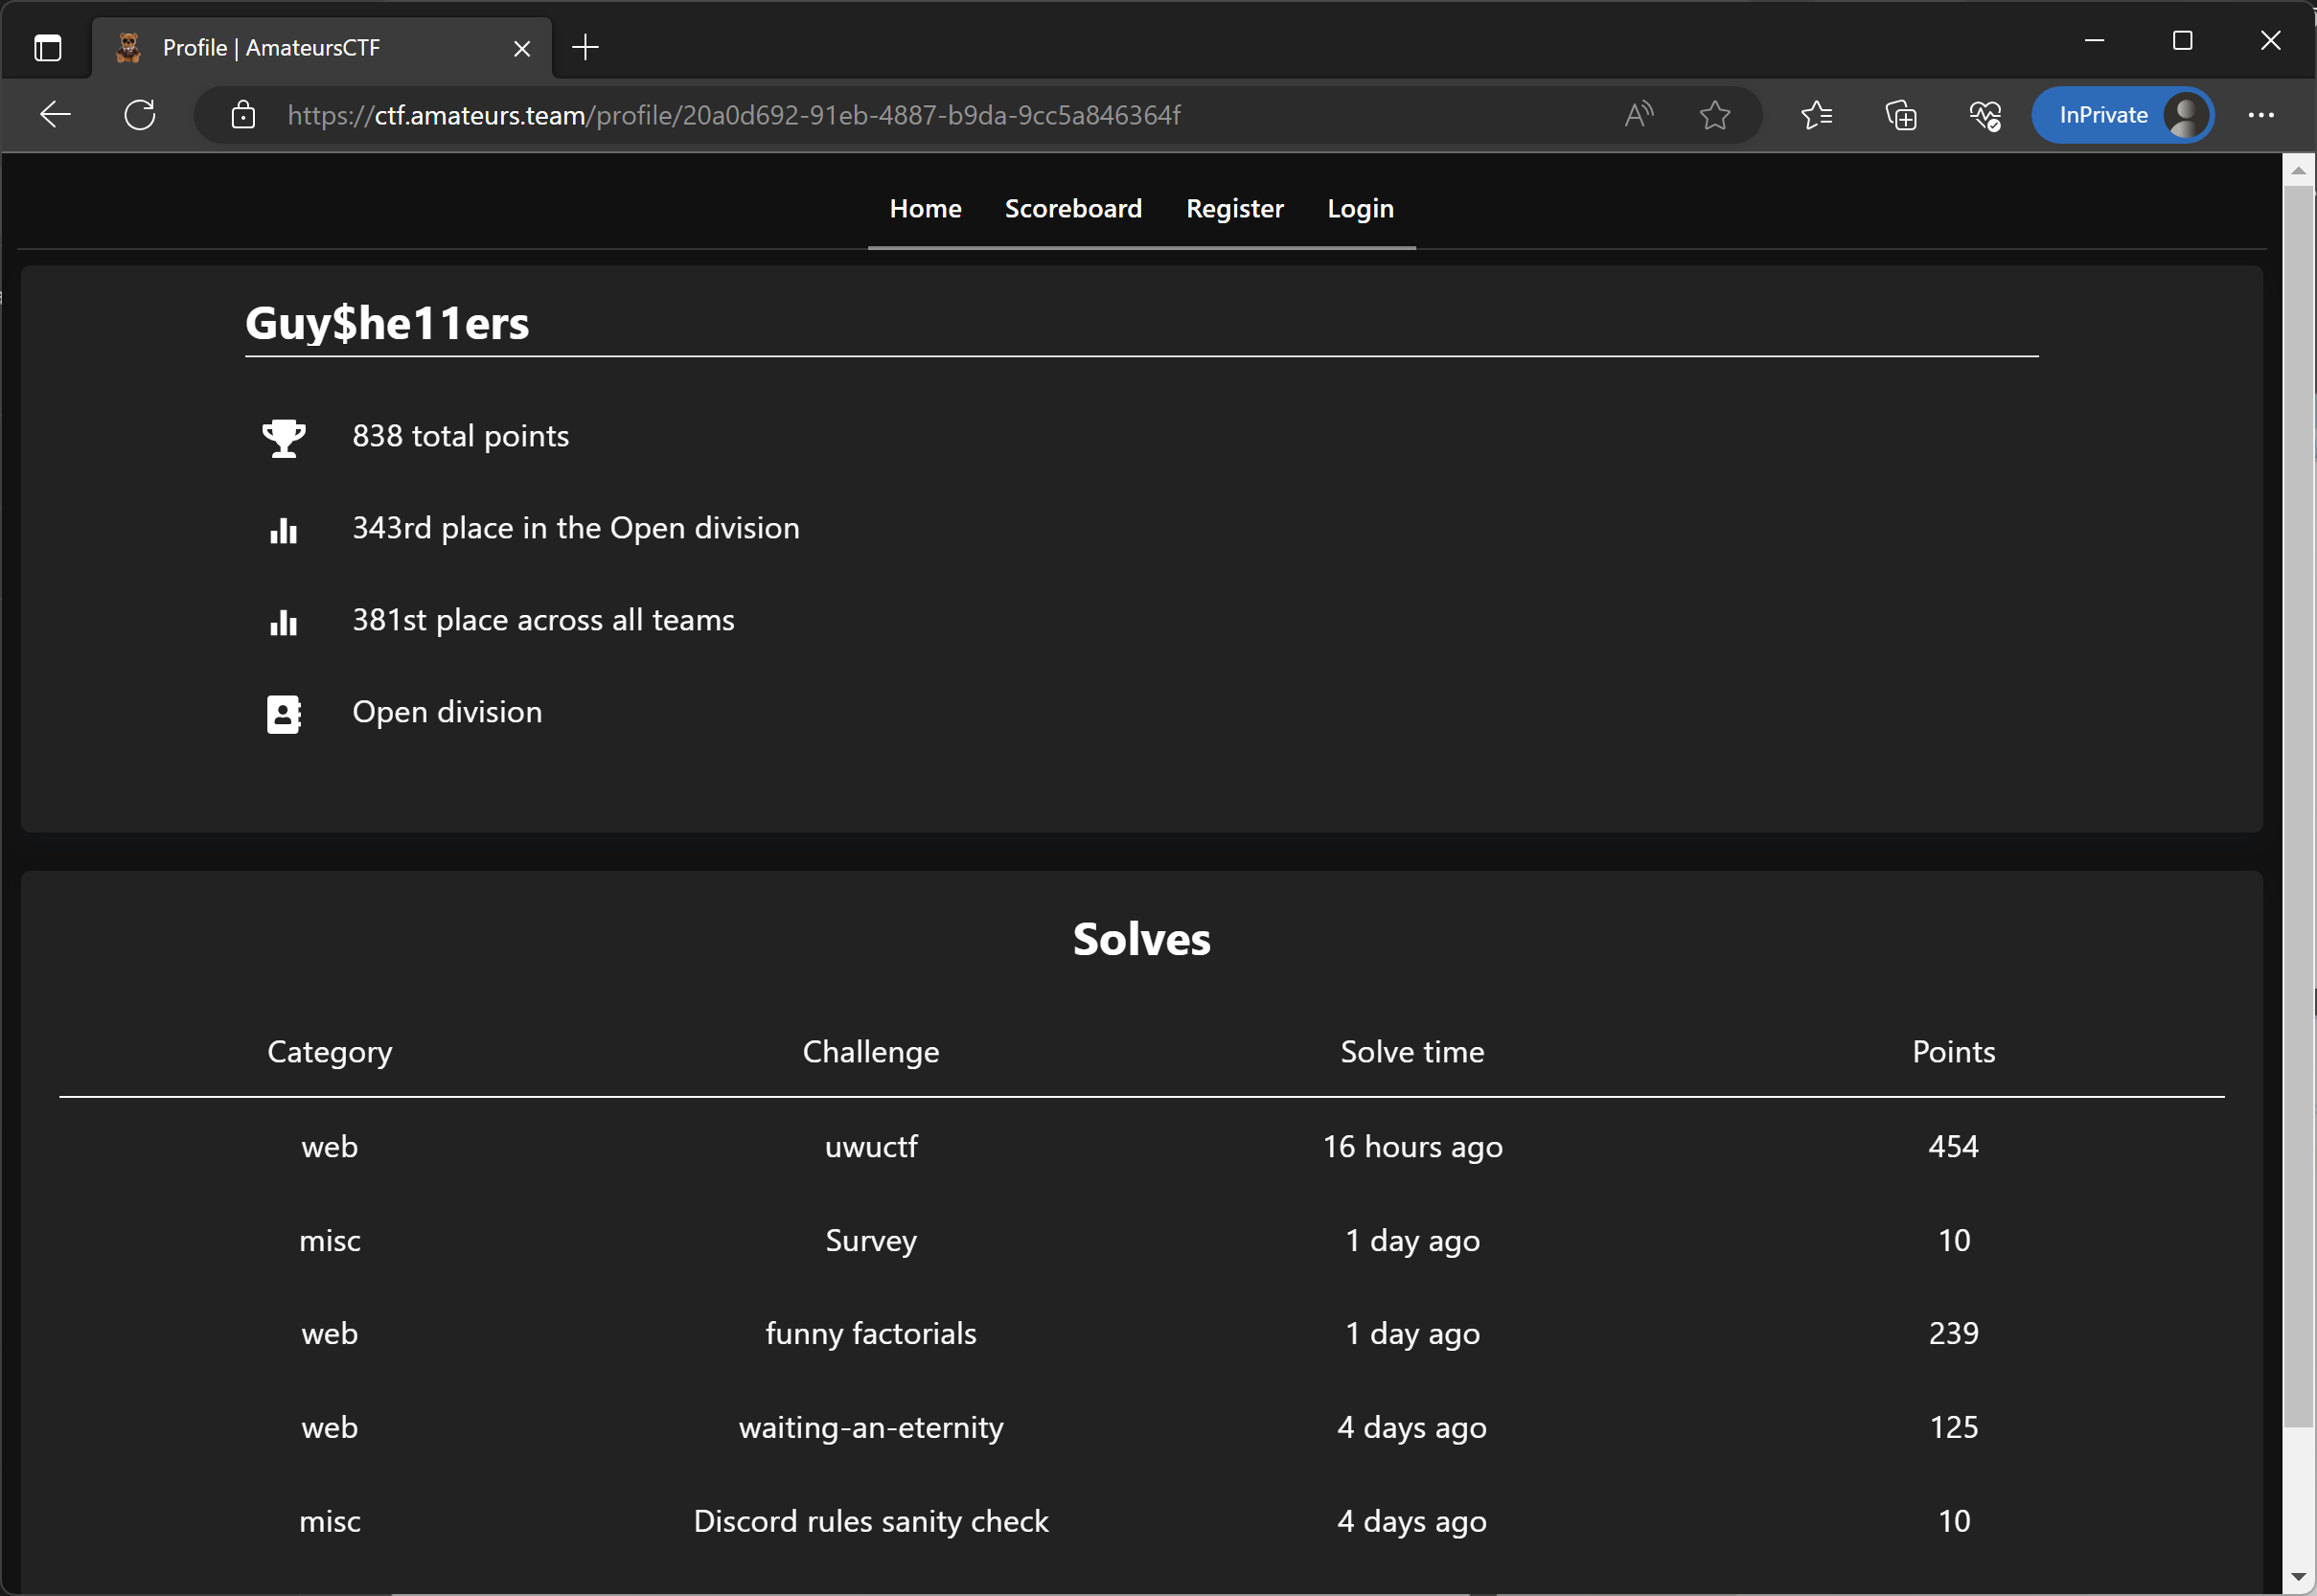 Profile | AmateursCTF
https://ctf.amateurs.team/profile/20a0d692-91eb-4887-b9da-9cc5a846364f
InPrivate
Home Scoreboard Register Login
Guy$he11ers
838 total points
343rd place in the Open division
381st place across all teams
Open division
Solves
Category Challenge Solve time Points
web uwuctf 16 hours ago 454
misc Survey 1 day ago 10
web funny factorials 1 day ago 239
web waiting-an-eternity 4 days ago 125
misc Discord rules sanity check 4 days ago 10